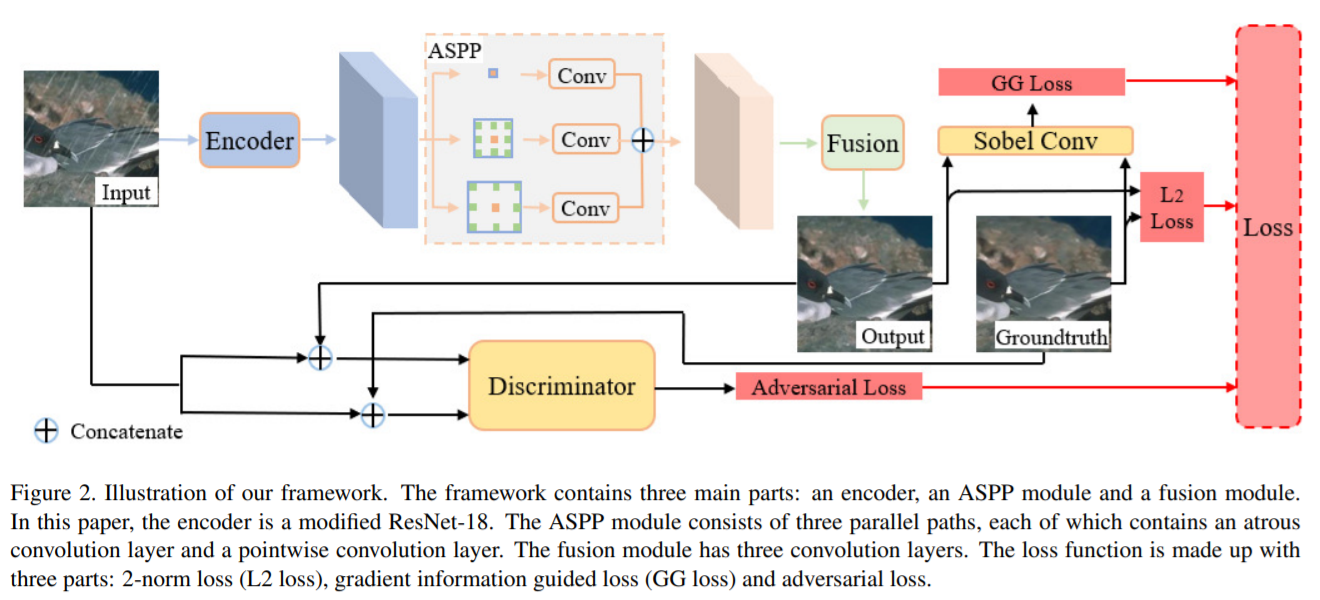 ASPP
Conv
GG Loss
Encoder
Conv
Fusion
Sobel Conv
Input
Conv
L2
Loss
Loss
Output
Groundtruth
Discriminator
Adversarial Loss
Concatenate
Figure 2. Illustration of our framework. The framework contains three main parts: an encoder, an ASPP module and a fusion module.
In this paper, the encoder is a modified ResNet-18. The ASPP module consists of three parallel paths, each of which contains an atrous
convolution layer and a pointwise convolution layer. The fusion module has three convolution layers. The loss function is made up with
three parts: 2-norm loss (L2 loss), gradient information guided loss (GG loss) and adversarial loss.